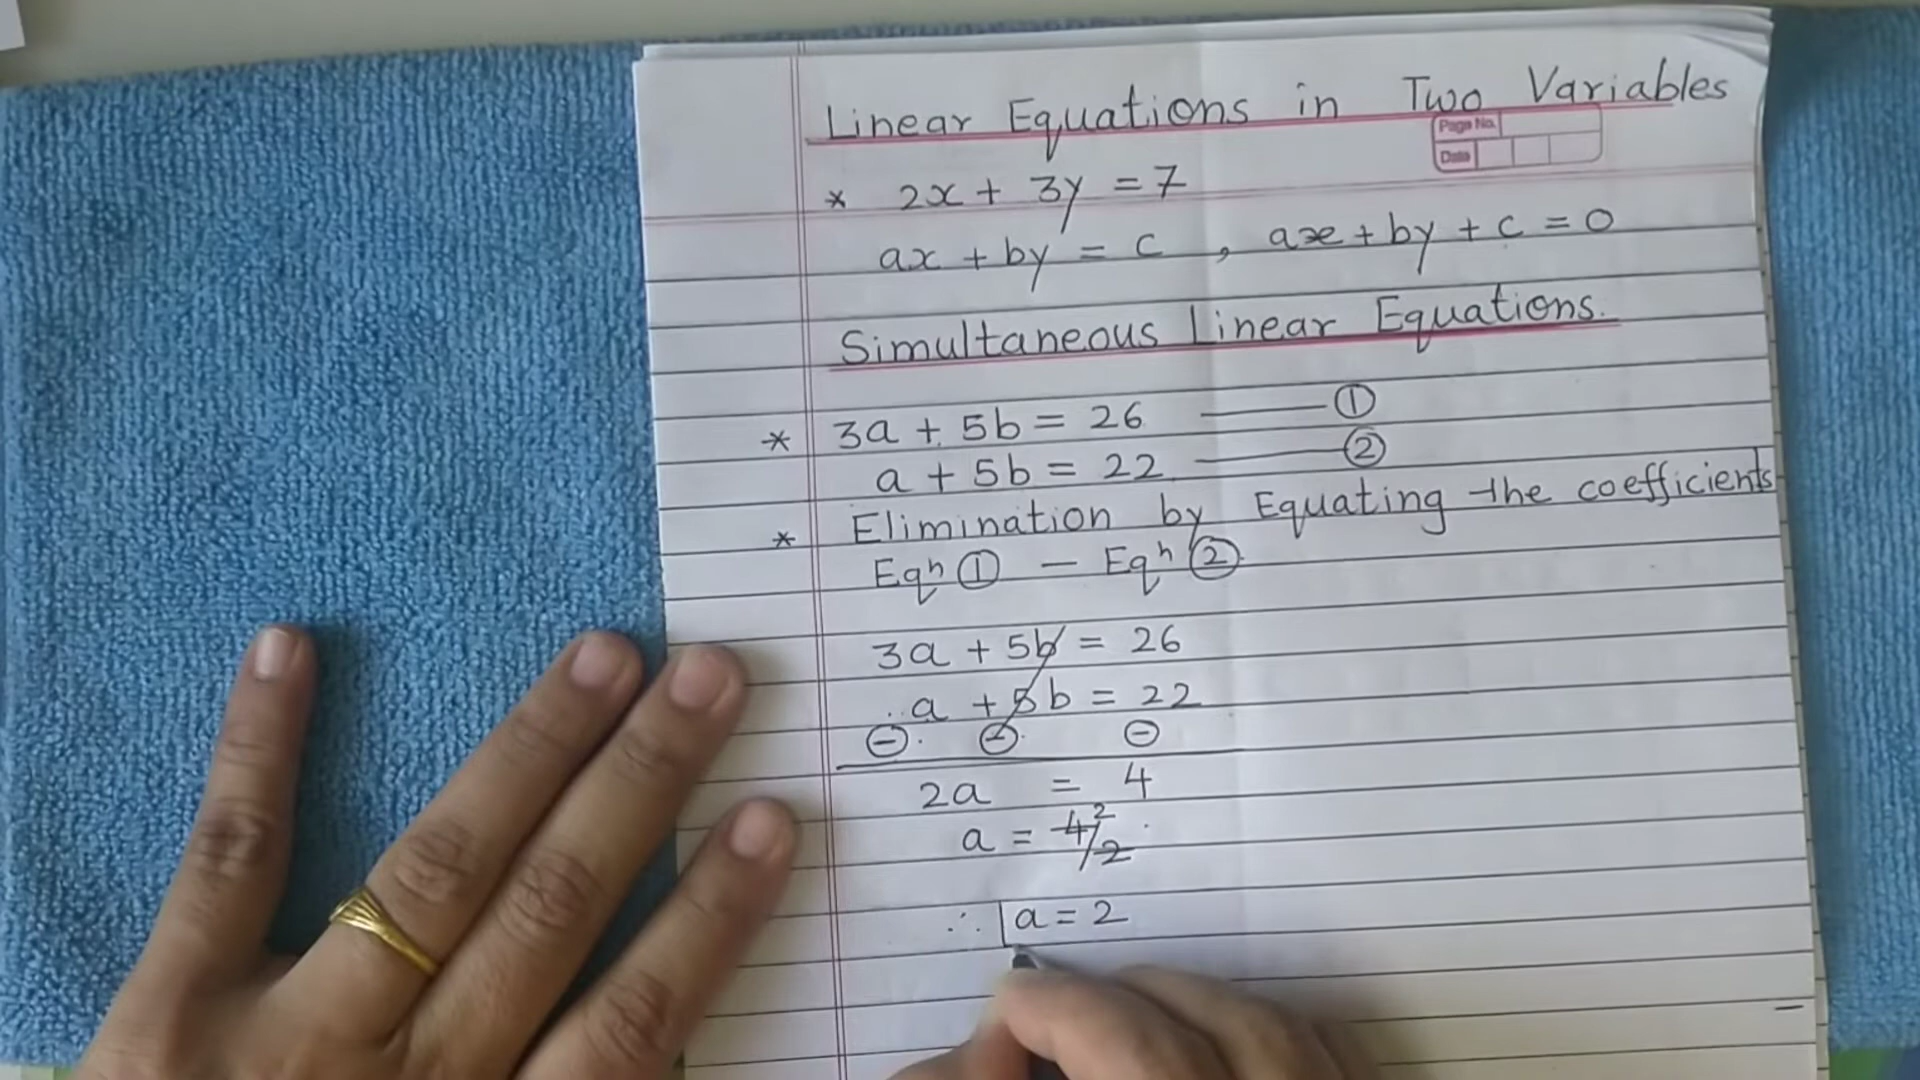 Linear Equations in Two Variables
Page No.
Date
* 2x + 3y = 7
ax + by = c , ax + by + c = 0
Simultaneous Linear Equations.
* 3a + 5b = 26 —— ①
a + 5b = 22 —— ②
* Elimination by Equating the coefficients
Eqⁿ ① — Eqⁿ ②
3a + 5b = 26
a + 5b = 22
⊖ ⊖ ⊖
2a = 4
a = 4/2 2
∴ a = 2